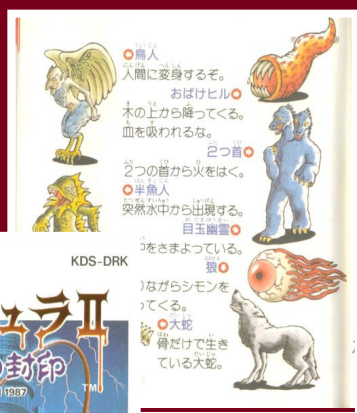 鳥人
人間に変身するぞ。
おばけヒル
木の上から降ってくる。
血を吸われるな。
2つ首
2つの首から火をはく。
半魚人
突然水中から出現する。
目玉幽霊
をさまよっている。
狼
ながらシモンを
てくる。
大蛇
骨だけで生き
ている大蛇。
KDS-DRK
ュラII
封印
1987
TM